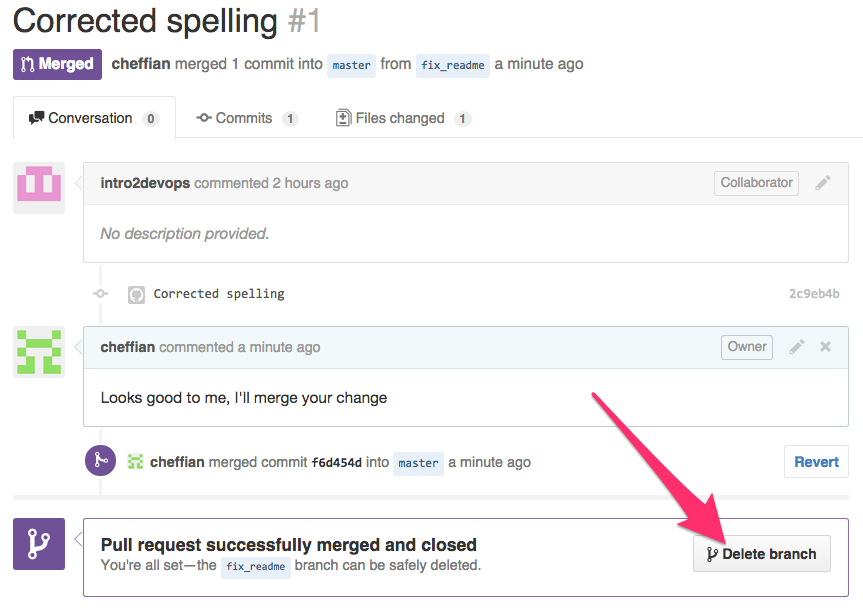 Corrected spelling #1
Merged cheffian merged 1 commit into master from fix_readme a minute ago
Conversation 0 Commits 1 Files changed 1
intro2devops commented 2 hours ago Collaborator
No description provided.
Corrected spelling 2c9eb4b
cheffian commented a minute ago Owner
Looks good to me, I'll merge your change
cheffian merged commit f6d454d into master a minute ago Revert
Pull request successfully merged and closed
Delete branch
You're all set—the fix_readme branch can be safely deleted.